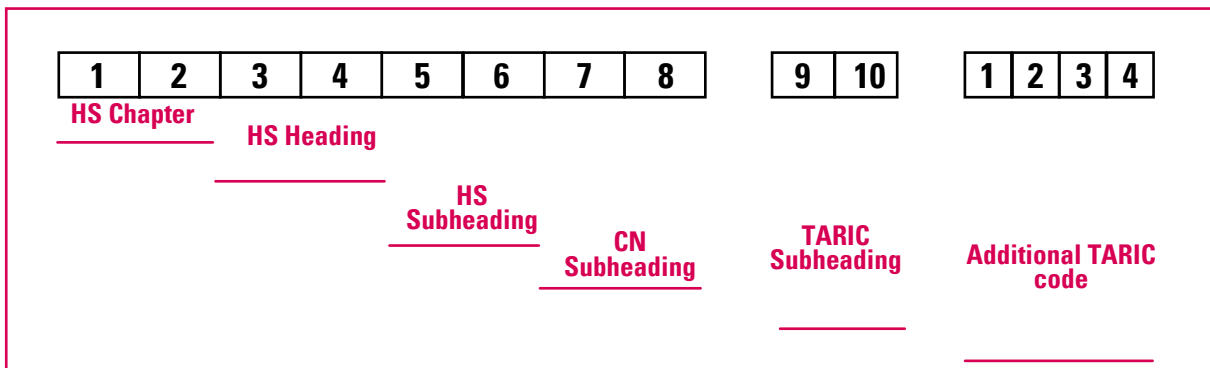 1 2 3 4 5 6 7 8 9 10 1 2 3 4
HS Chapter
HS Heading
HS
Subheading
CN
Subheading
TARIC
Subheading
Additional TARIC
code